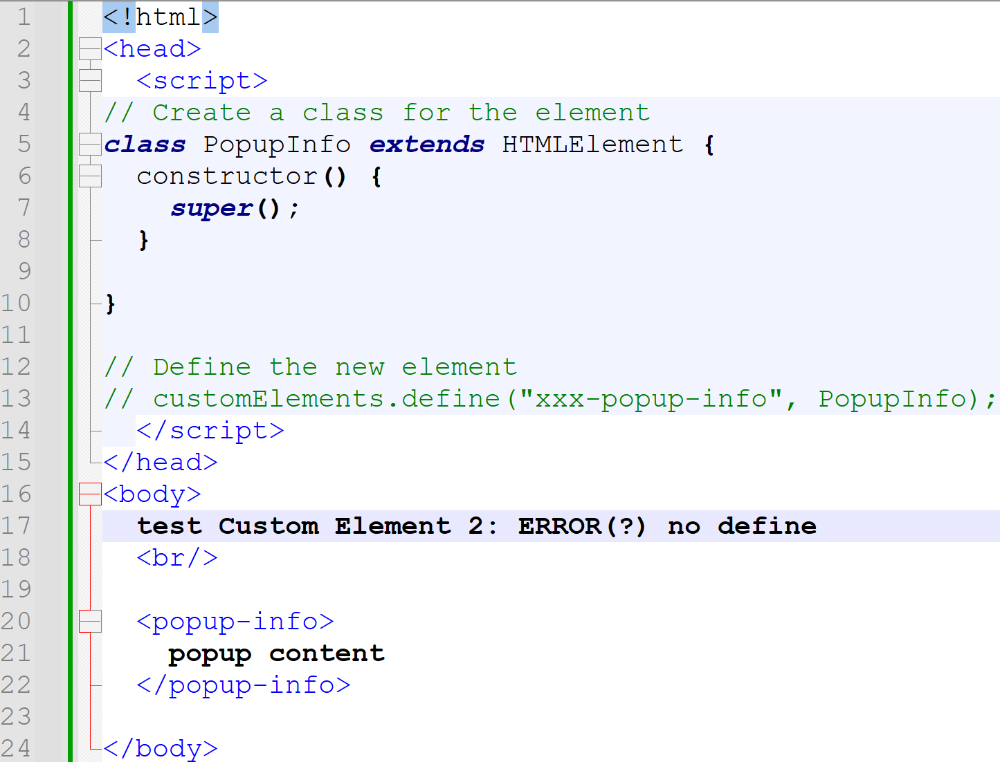 1 <!html>
2 <head>
3   <script>
4 // Create a class for the element
5 class PopupInfo extends HTMLElement {
6   constructor() {
7     super();
8   }
9
10 }
11
12 // Define the new element
13 // customElements.define("xxx-popup-info", PopupInfo);
14   </script>
15 </head>
16 <body>
17   test Custom Element 2: ERROR(?) no define
18   <br/>
19
20   <popup-info>
21     popup content
22   </popup-info>
23
24 </body>